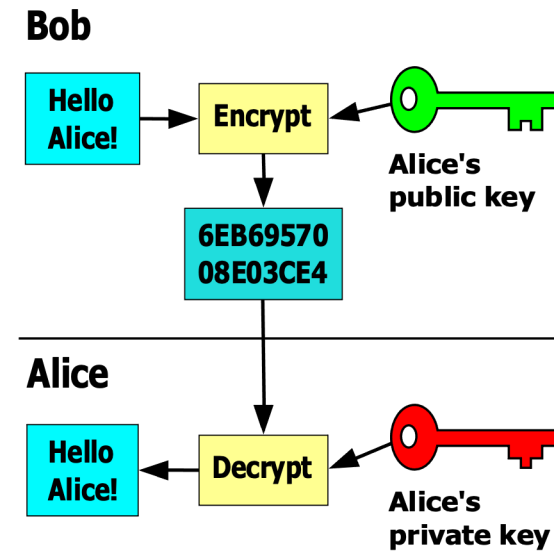 Bob
Hello
Alice!
Encrypt
Alice's
public key
6EB69570
08E03CE4
Alice
Hello
Alice!
Decrypt
Alice's
private key